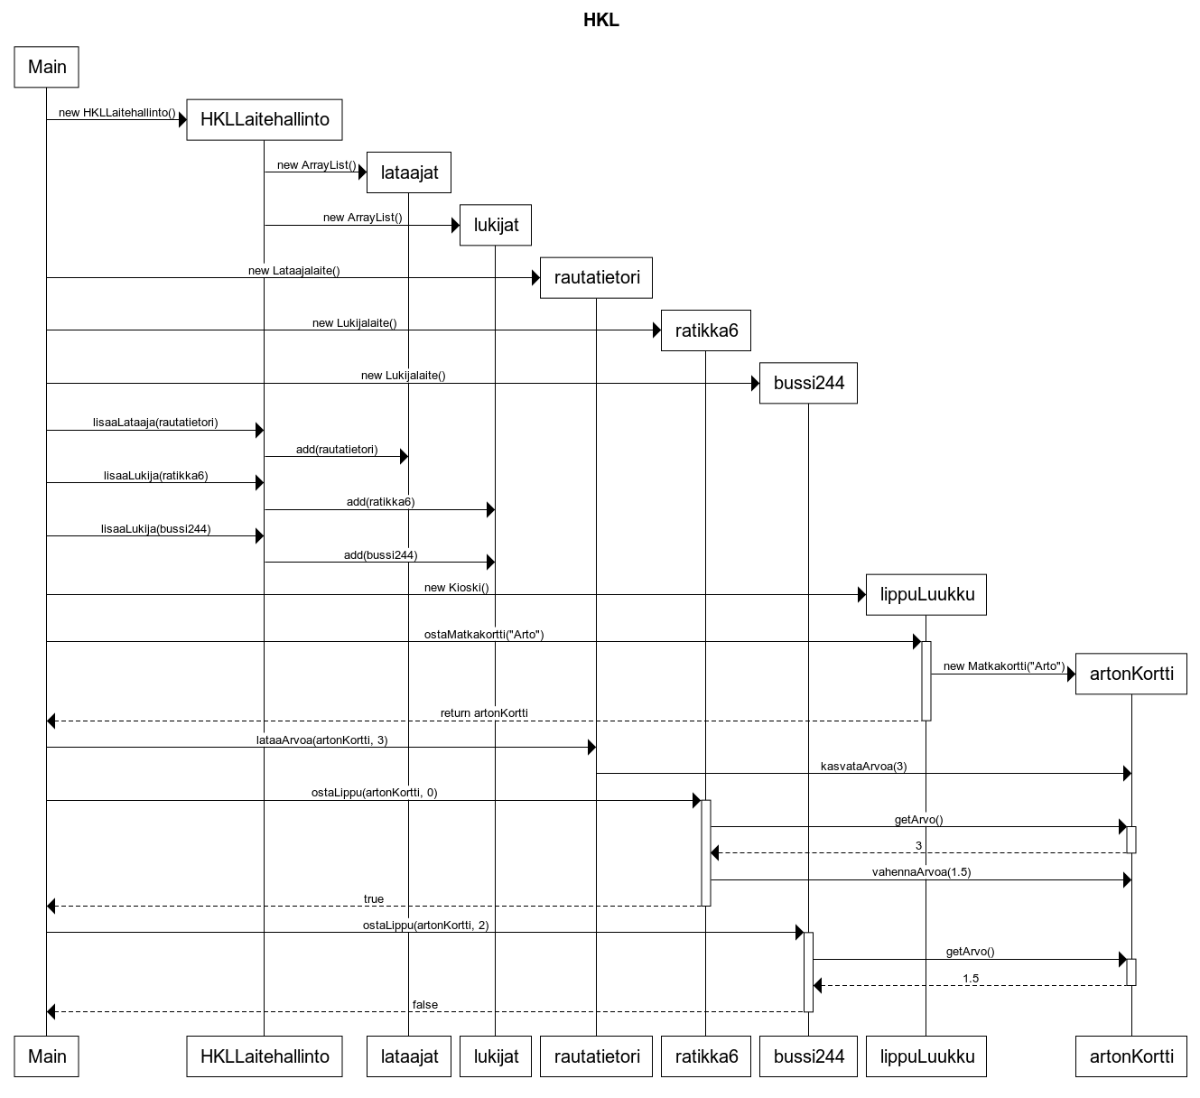 HKL
Main
new HKLLaitehallinto()
HKLLaitehallinto
new ArrayList()
lataajat
new ArrayList()
lukijat
new Lataajalaite()
rautatietori
new Lukijalaite()
ratikka6
new Lukijalaite()
bussi244
lisaaLataaja(rautatietori)
add(rautatietori)
lisaaLukija(ratikka6)
add(ratikka6)
lisaaLukija(bussi244)
add(bussi244)
new Kioski()
lippuLuukku
ostaMatkakortti("Arto")
new Matkakortti("Arto")
artonKortti
return artonKortti
lataaArvoa(artonKortti, 3)
kasvataArvoa(3)
ostaLippu(artonKortti, 0)
getArvo()
3
vahennaArvoa(1.5)
true
ostaLippu(artonKortti, 2)
getArvo()
1.5
false
Main HKLLaitehallinto lataajat lukijat rautatietori ratikka6 bussi244 lippuLuukku artonKortti